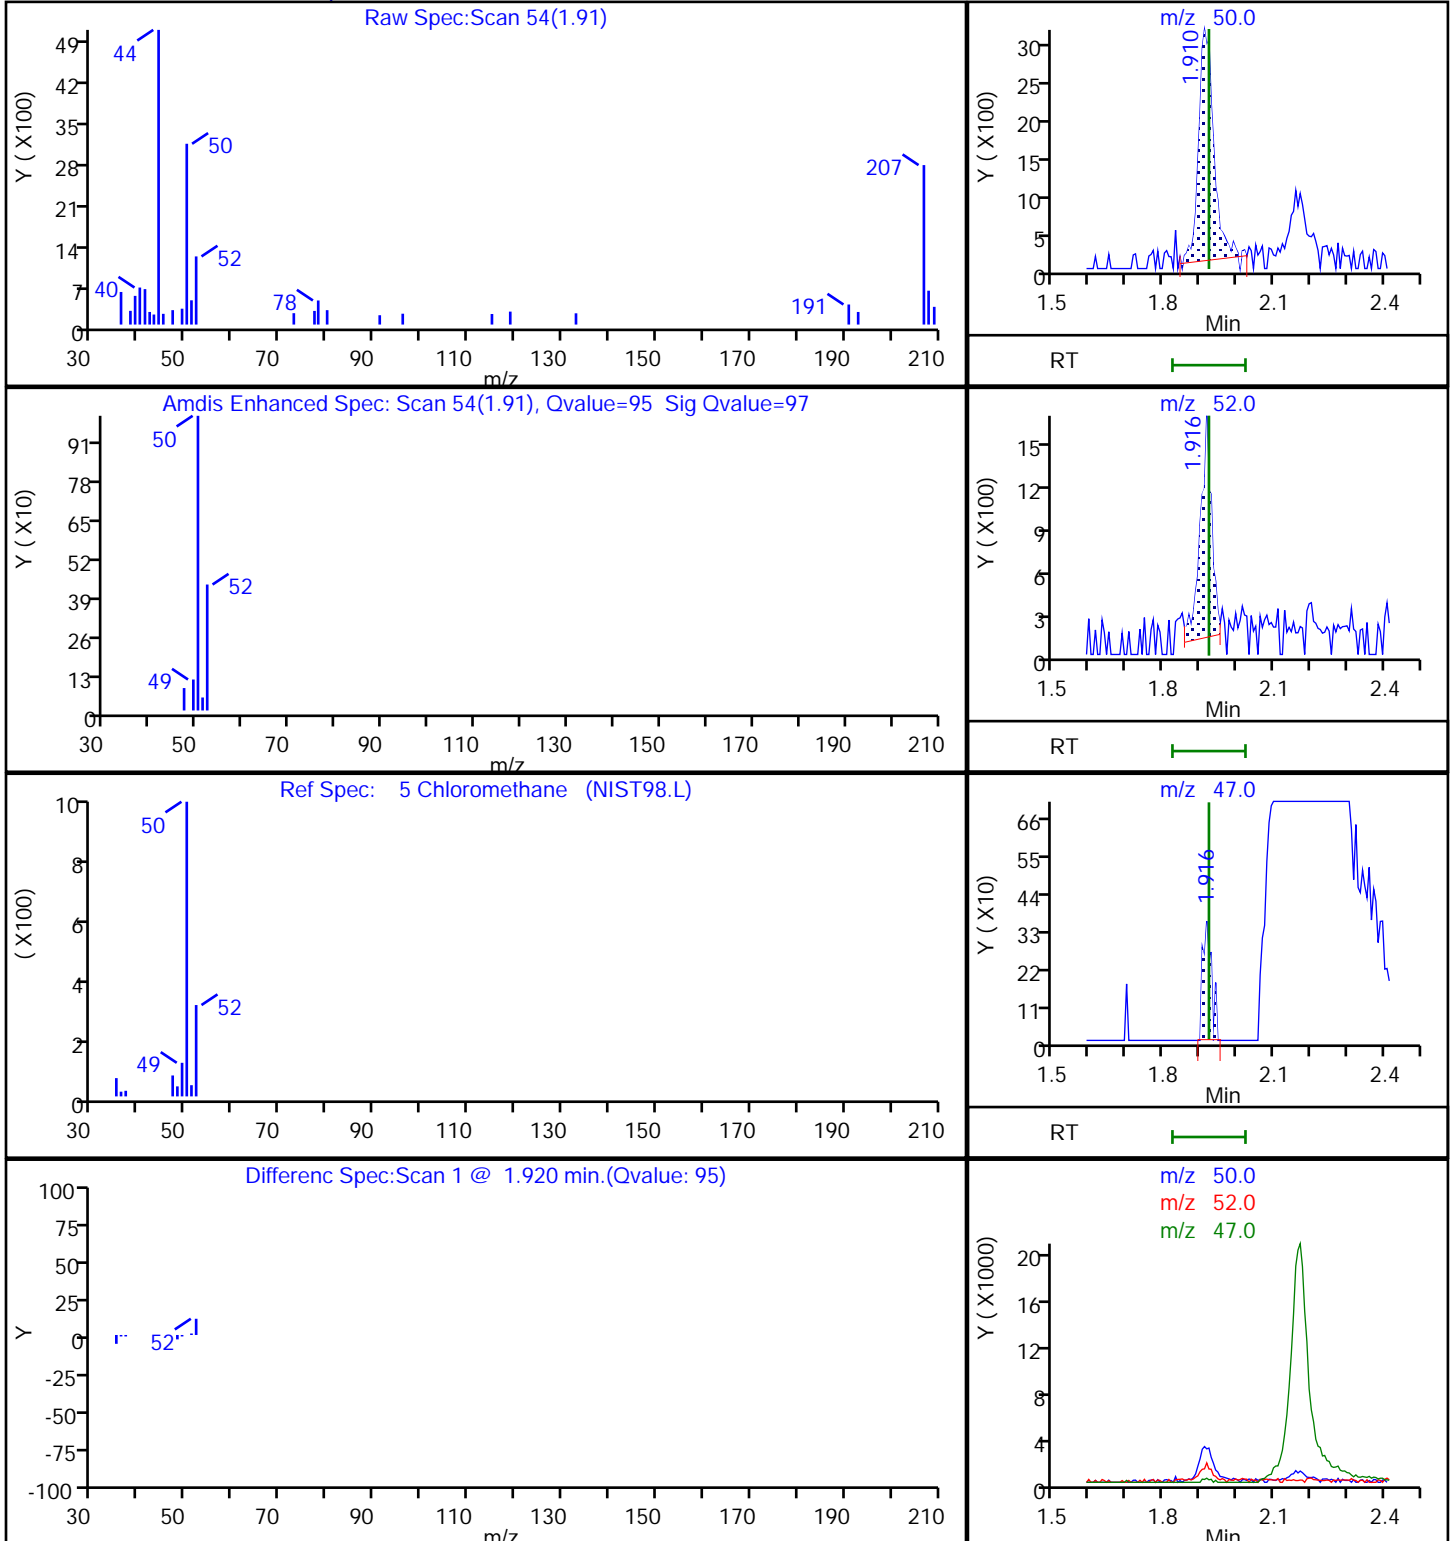 Raw Spec:Scan 54(1.91)
Y ( X100)
49
42
35
28
21
14
7
0
44
50
52
40
78
191
207
30 50 70 90 110 130 150 170 190 210
m/z
m/z 50.0
Y ( X100)
30
25
20
15
10
5
0
1.910
1.5 1.8 2.1 2.4
Min
RT
Amdis Enhanced Spec: Scan 54(1.91), Qvalue=95 Sig Qvalue=97
Y ( X10)
91
78
65
52
39
26
13
0
50
52
49
30 50 70 90 110 130 150 170 190 210
m/z
m/z 52.0
Y ( X100)
15
12
9
6
3
0
1.916
1.5 1.8 2.1 2.4
Min
RT
Ref Spec: 5 Chloromethane (NIST98.L)
( X100)
10
8
6
4
2
0
50
52
49
30 50 70 90 110 130 150 170 190 210
m/z 47.0
Y ( X10)
66
55
44
33
22
11
0
1.916
1.5 1.8 2.1 2.4
Min
RT
Differenc Spec:Scan 1 @ 1.920 min.(Qvalue: 95)
Y
100
75
50
25
0
-25
-50
-75
-100
52
30 50 70 90 110 130 150 170 190 210
m/z
m/z 50.0
m/z 52.0
m/z 47.0
Y ( X1000)
20
16
12
8
4
0
1.5 1.8 2.1 2.4
Min